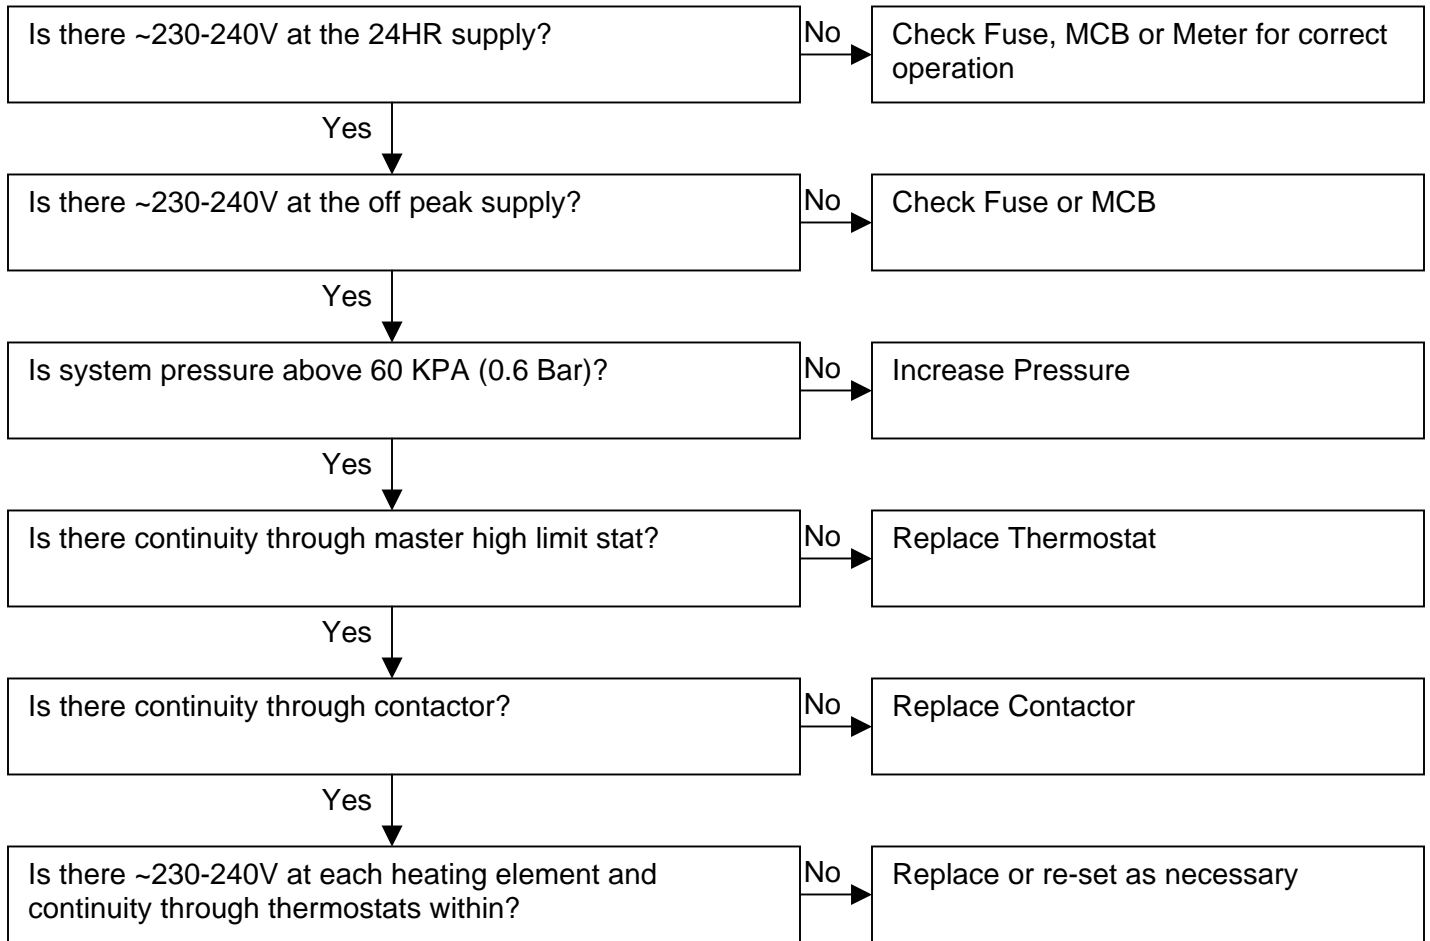 Is there ~230-240V at the 24HR supply?
No
Check Fuse, MCB or Meter for correct
operation
Yes
Is there ~230-240V at the off peak supply?
No
Check Fuse or MCB
Yes
Is system pressure above 60 KPA (0.6 Bar)?
No
Increase Pressure
Yes
Is there continuity through master high limit stat?
No
Replace Thermostat
Yes
Is there continuity through contactor?
No
Replace Contactor
Yes
Is there ~230-240V at each heating element and
continuity through thermostats within?
No
Replace or re-set as necessary